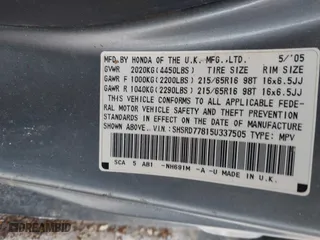 MFD.BY HONDA OF THE U.K.MFG.,LTD. 5/'05
GVWR 2020KG(4450LBS) TIRE SIZE RIM SIZE
GAWR F 1000KG(2200LBS) 215/65R16 98T 16x6.5JJ
GAWR R 1040KG(2290LBS) 215/65R16 98T 16x6.5JJ
THIS VEHICLE CONFORMS TO ALL APPLICABLE FEDE-
RAL MOTOR VEHICLE SAFETY AND THEFT PREVENTION
STANDARDS IN EFFECT ON THE DATE OF MANUFACTURE
SHOWN ABOVE. V.I.N:SHSRD77815U337505 TYPE: MPV
SCA 5 A81 -NH691M -A -U MADE IN U.K.
DREAMBID